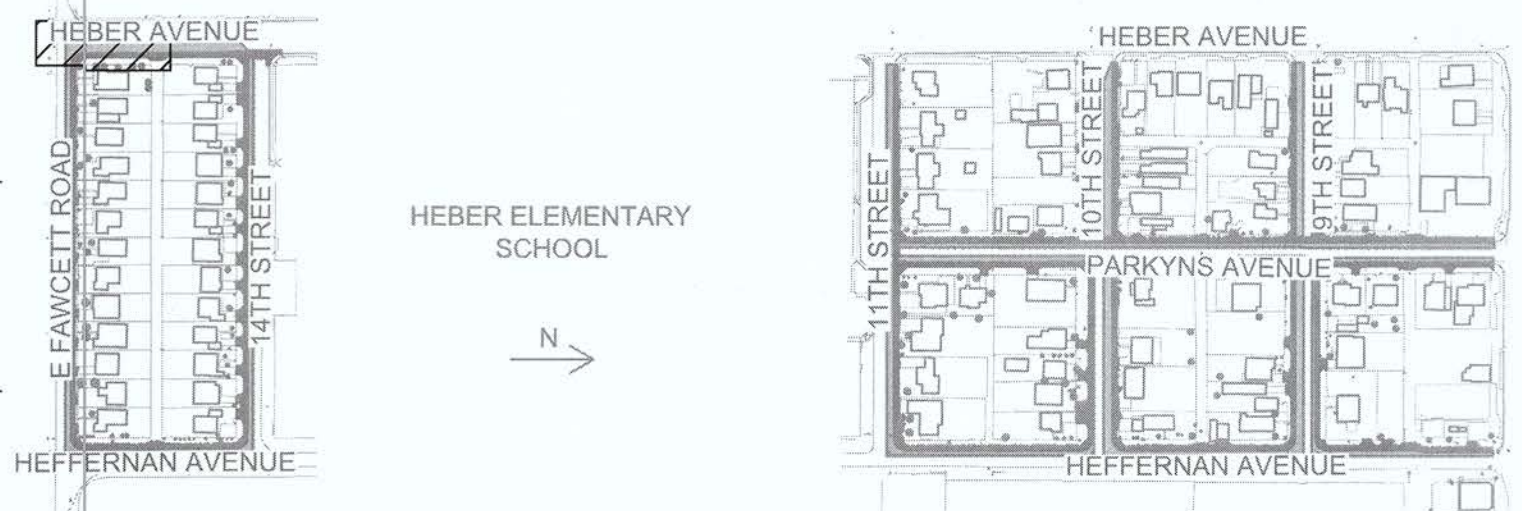 HEBER AVENUE
E FAWCETT ROAD
14TH STREET
HEFFERNAN AVENUE
HEBER ELEMENTARY
SCHOOL
N
HEBER AVENUE
11TH STREET
10TH STREET
9TH STREET
PARKYNS AVENUE
HEFFERNAN AVENUE